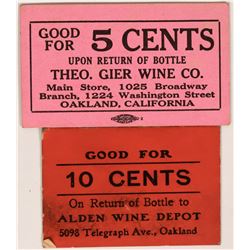 GOOD
FOR 5 CENTS
UPON RETURN OF BOTTLE
THEO. GIER WINE CO.
Main Store, 1025 Broadway
Branch, 1224 Washington Street
OAKLAND, CALIFORNIA
GOOD FOR
10 CENTS
On Return of Bottle to
ALDEN WINE DEPOT
5098 Telegraph Ave., Oakland